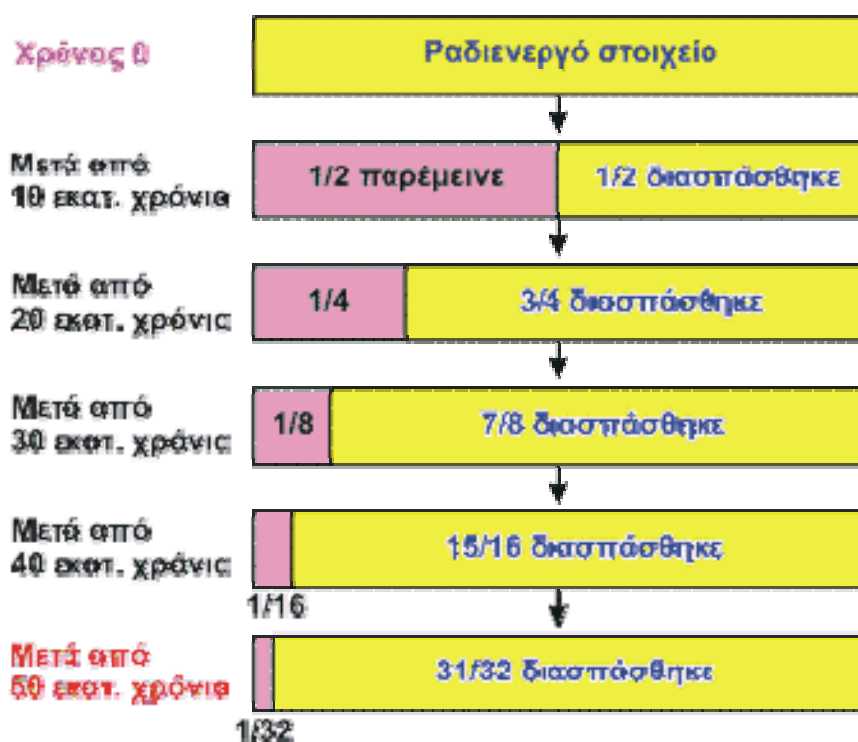 Χρόνος 0
Ραδιενεργό στοιχείο
Μετά από
10 εκατ. χρόνια
1/2 παρέμεινε
1/2 διασπάσθηκε
Μετά από
20 εκατ. χρόνια
1/4
3/4 διασπάσθηκε
Μετά από
30 εκατ. χρόνια
1/8
7/8 διασπάσθηκε
Μετά από
40 εκατ. χρόνια
15/16 διασπάσθηκε
1/16
Μετά από
50 εκατ. χρόνια
31/32 διασπάσθηκε
1/32